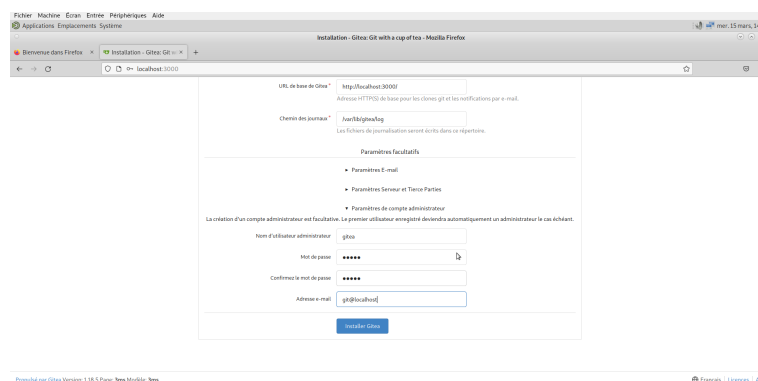 Fichier Machine Écran Entrée Périphériques Aide
Applications Emplacements Système
mer. 15 mars, 1
Installation - Gitea: Git with a cup of tea - Mozilla Firefox
Bienvenue dans Firefox × Installation - Gitea: Git w × +
localhost:3000
URL de base de Gitea * http://localhost:3000/
Adresse HTTP(S) de base pour les clones git et les notifications par e-mail.
Chemin des journaux * /var/lib/gitea/log
Les fichiers de journalisation seront écrits dans ce répertoire.
Paramètres facultatifs
▸ Paramètres E-mail
▸ Paramètres Serveur et Tierce Parties
▾ Paramètres de compte administrateur
La création d'un compte administrateur est facultative. Le premier utilisateur enregistré deviendra automatiquement un administrateur le cas échéant.
Nom d'utilisateur administrateur gitea
Mot de passe •••••
Confirmez le mot de passe •••••
Adresse e-mail git@localhost
Installer Gitea
Propulsé par Gitea Version: 1.18.5 Page: 3ms Modèle: 3ms
Français Licences